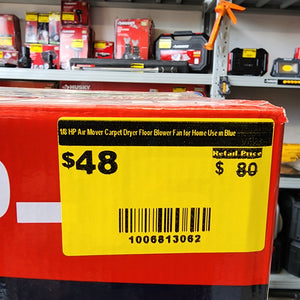 HUSKY
1/8 HP Air Mover Carpet Dryer Floor Blower Fan for Home Use in Blue
$48
Retail Price
$ 80
1006813062